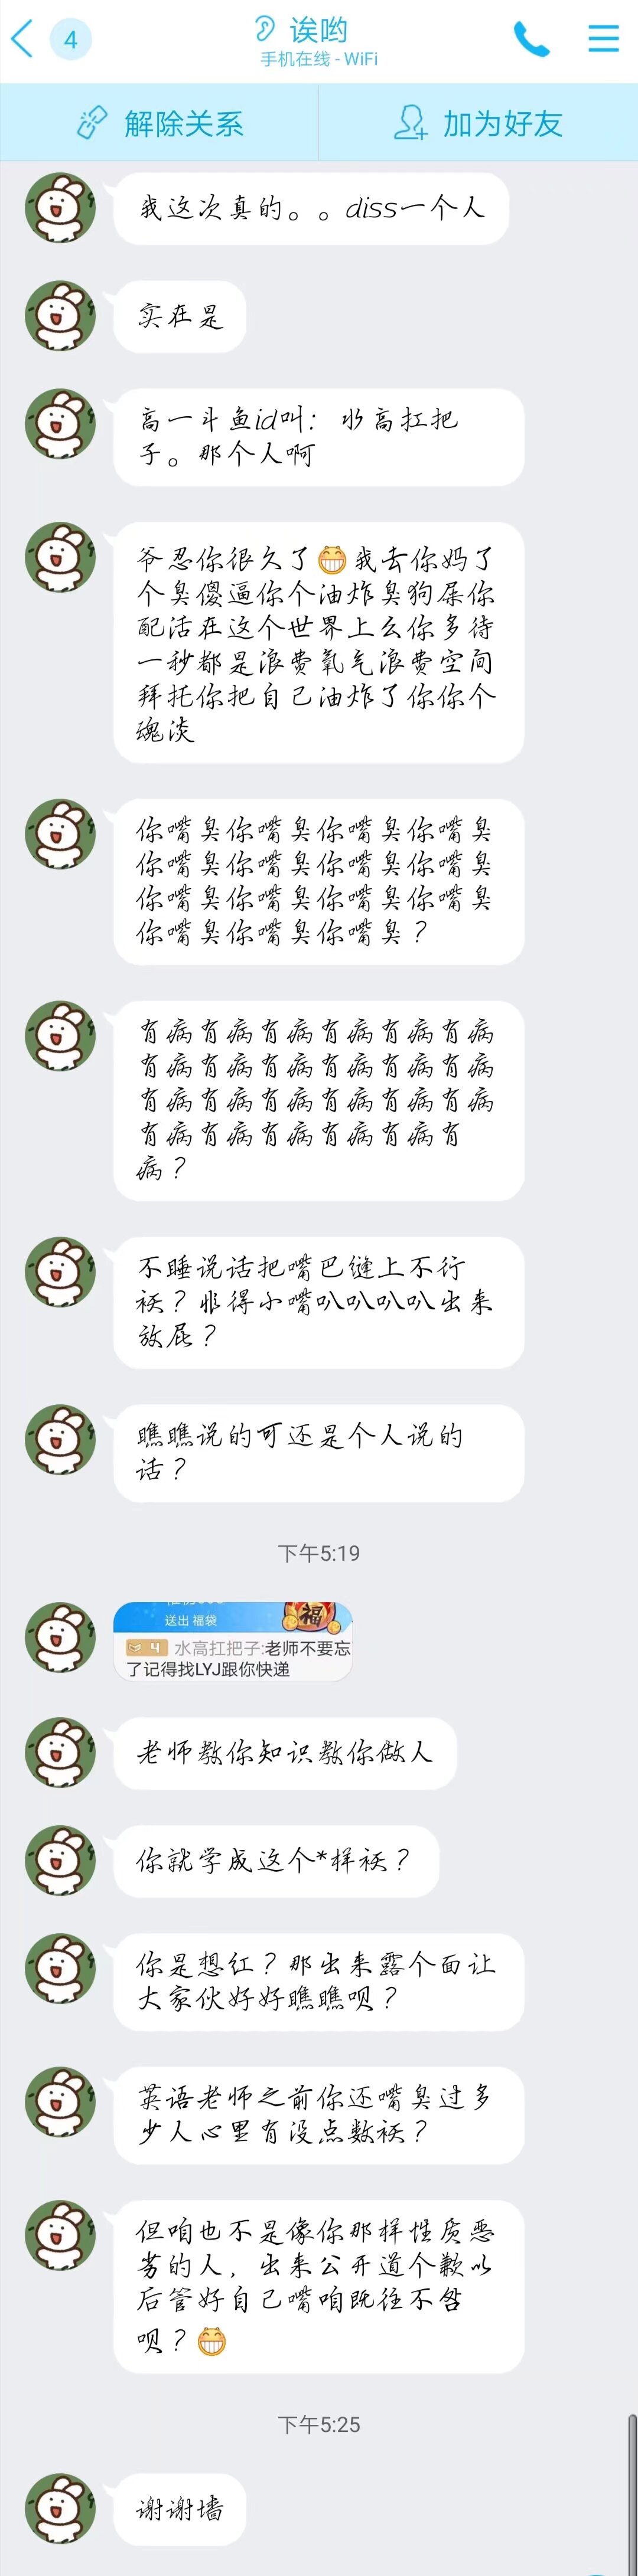 4
诶哟
手机在线 - WiFi
解除关系
加为好友
我这次真的。。diss一个人
实在是
高一斗鱼id叫：水高扛把
子。那个人啊
爷忍你很久了😁我去你妈了
个臭傻逼你个油炸臭狗屎你
配活在这个世界上么你多待
一秒都是浪费氧气浪费空间
拜托你把自己油炸了你你个
魂淡
你嘴臭你嘴臭你嘴臭你嘴臭
你嘴臭你嘴臭你嘴臭你嘴臭
你嘴臭你嘴臭你嘴臭你嘴臭
你嘴臭你嘴臭你嘴臭？
有病有病有病有病有病有病
有病有病有病有病有病有病
有病有病有病有病有病有病
有病有病有病有病有病有
病？
不睡说话把嘴巴缝上不行
袄？非得小嘴叭叭叭叭出来
放屁？
瞧瞧说的可还是个人说的
话？
下午5:19
送出 福袋
福
4 水高扛把子:老师不要忘
了记得找LYJ跟你快递
老师教你知识教你做人
你就学成这个*样袄？
你是想红？那出来露个面让
大家伙好好瞧瞧呗？
英语老师之前你还嘴臭过多
少人心里有没点数袄？
但咱也不是像你那样性质恶
劣的人，出来公开道个歉以
后管好自己嘴咱既往不咎
呗？😁
下午5:25
谢谢墙